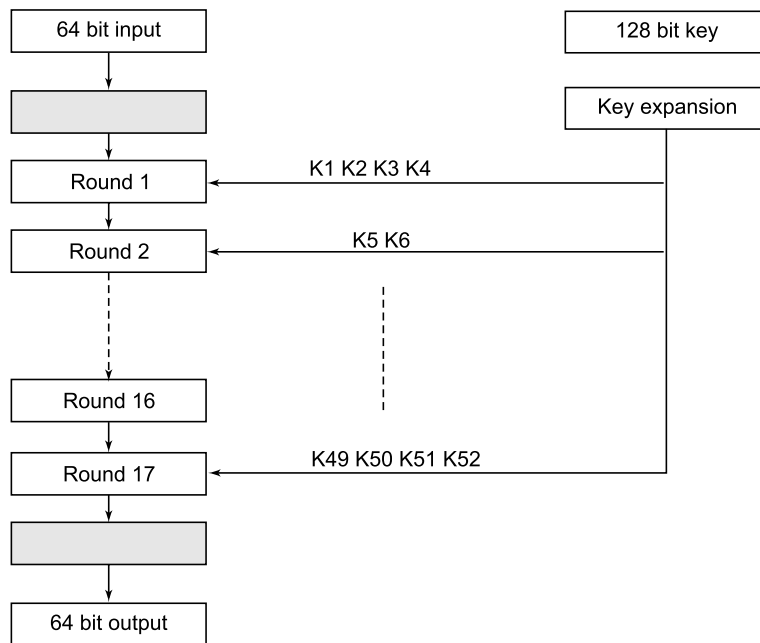 64 bit input
128 bit key
Key expansion
K1 K2 K3 K4
Round 1
K5 K6
Round 2
Round 16
K49 K50 K51 K52
Round 17
64 bit output